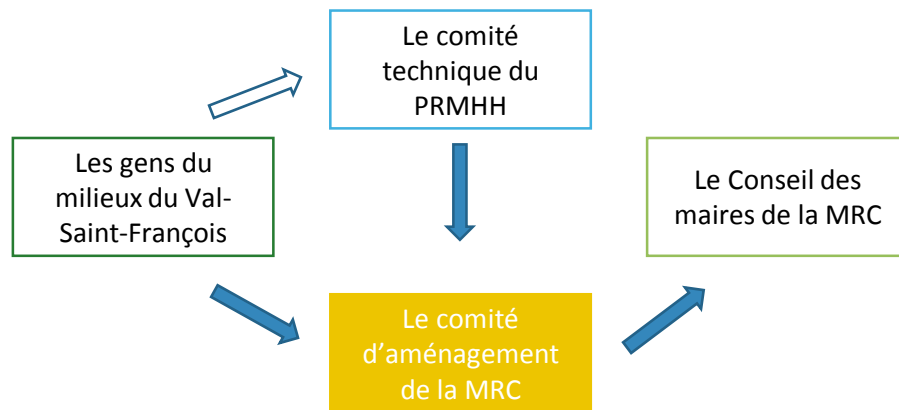 Le comité
technique du
PRMHH
Les gens du
milieux du Val-
Saint-François
Le Conseil des
maires de la MRC
Le comité
d’aménagement
de la MRC